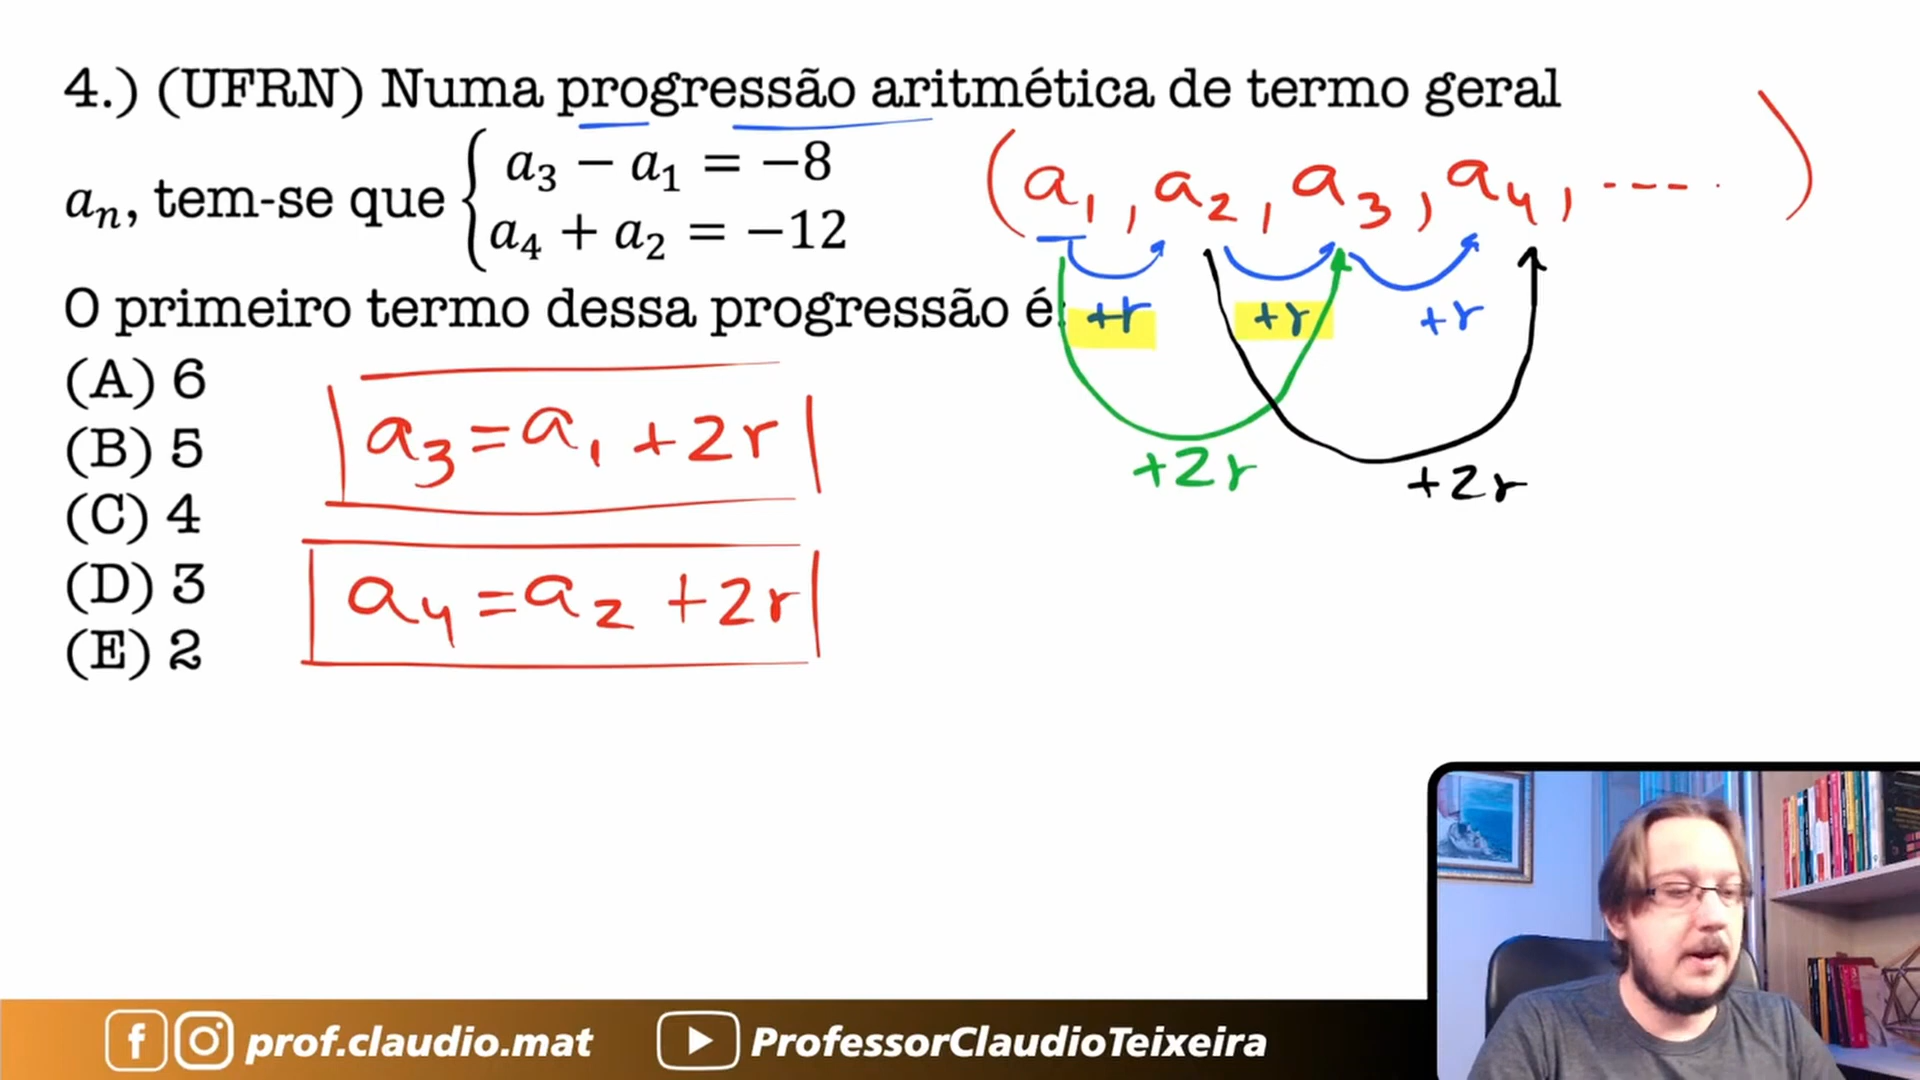 4.) (UFRN) Numa progressão aritmética de termo geral
aₙ, tem-se que { a₃ − a₁ = −8
a₄ + a₂ = −12
(a₁, a₂, a₃, a₄, ----- )
O primeiro termo dessa progressão é:
+r +r +r
(A) 6
(B) 5
(C) 4
(D) 3
(E) 2
a₃ = a₁ + 2r
a₄ = a₂ + 2r
+2r
+2r
prof.claudio.mat
ProfessorClaudioTeixeira